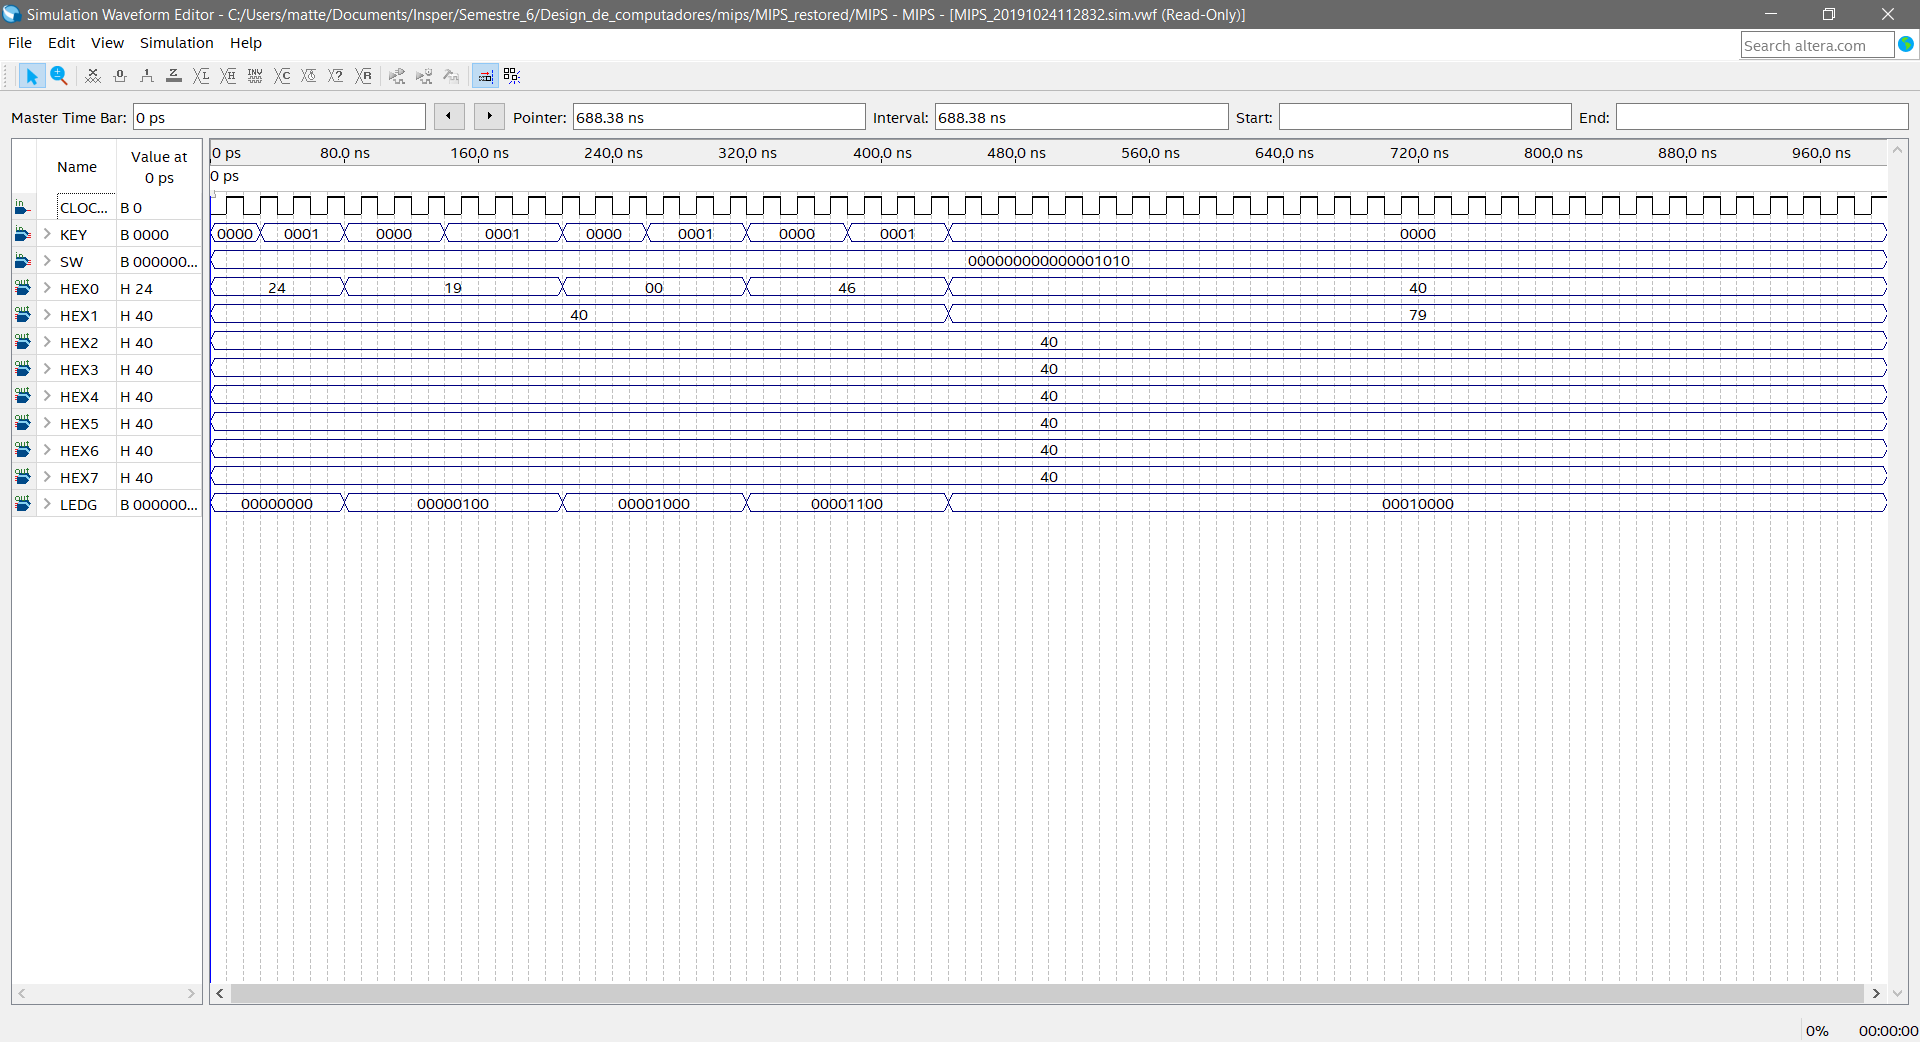 Simulation Waveform Editor - C:/Users/matte/Documents/Insper/Semestre_6/Design_de_computadores/mips/MIPS_restored/MIPS - MIPS - [MIPS_20191024112832.sim.vwf (Read-Only)]
File Edit View Simulation Help
Search altera.com
Master Time Bar: 0 ps Pointer: 688.38 ns Interval: 688.38 ns Start: End:
Name Value at 0 ps
0 ps 80.0 ns 160.0 ns 240.0 ns 320.0 ns 400.0 ns 480.0 ns 560.0 ns 640.0 ns 720.0 ns 800.0 ns 880.0 ns 960.0 ns
0 ps
CLOC... B 0
KEY B 0000 0000 0001 0000 0001 0000 0001 0000 0001 0000
SW B 000000... 000000000000001010
HEX0 H 24 24 19 00 46 40
HEX1 H 40 40 79
HEX2 H 40 40
HEX3 H 40 40
HEX4 H 40 40
HEX5 H 40 40
HEX6 H 40 40
HEX7 H 40 40
LEDG B 000000... 00000000 00000100 00001000 00001100 00010000
0% 00:00:00